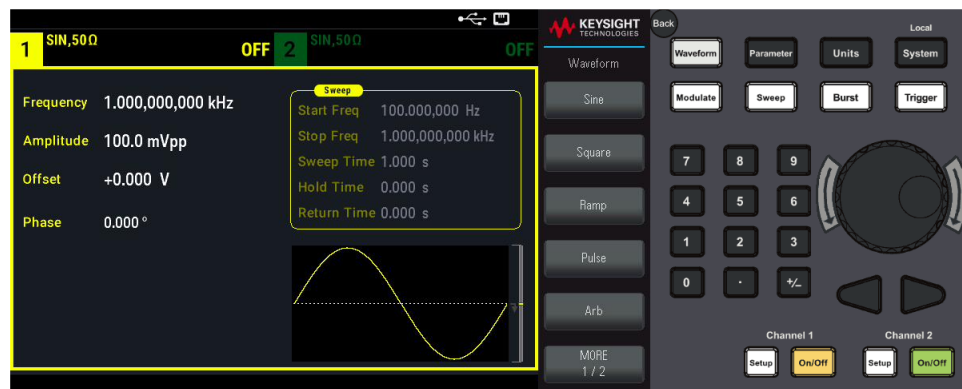 1 SIN,50Ω OFF 2 SIN,50Ω OFF
Frequency 1.000,000,000 kHz
Amplitude 100.0 mVpp
Offset +0.000 V
Phase 0.000 °
Sweep
Start Freq 100.000,000 Hz
Stop Freq 1.000,000,000 kHz
Sweep Time 1.000 s
Hold Time 0.000 s
Return Time 0.000 s
KEYSIGHT
TECHNOLOGIES
Waveform
Sine
Square
Ramp
Pulse
Arb
MORE
1 / 2
Back
Local
Waveform Parameter Units System
Modulate Sweep Burst Trigger
7 8 9
4 5 6
1 2 3
0 . +/−
Channel 1 Channel 2
Setup On/Off Setup On/Off